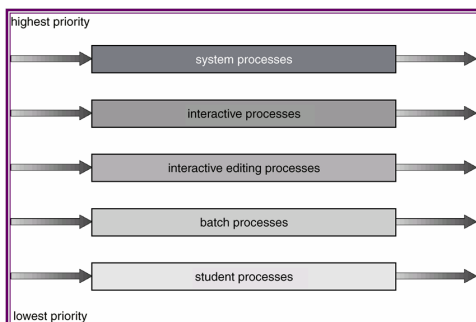 highest priority
system processes
interactive processes
interactive editing processes
batch processes
student processes
lowest priority